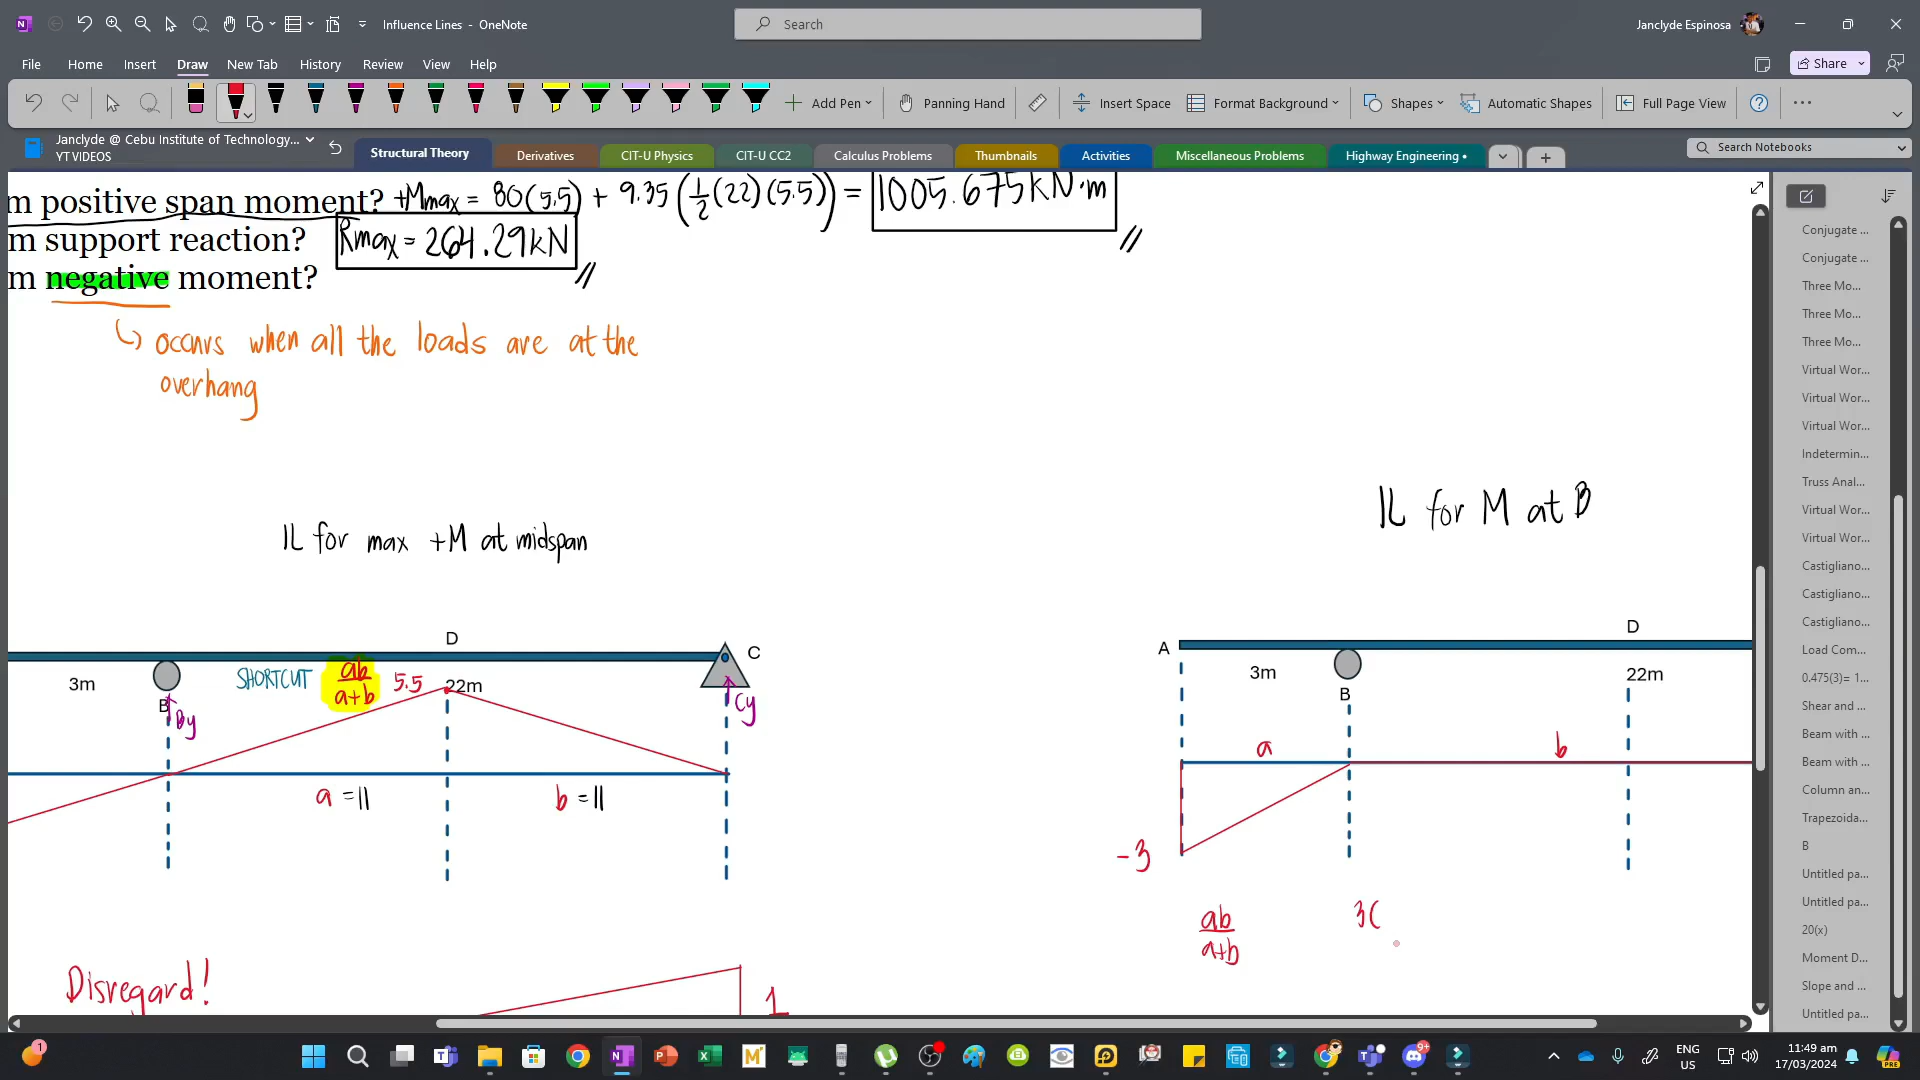 Influence Lines - OneNote
Search
Janclyde Espinosa
File Home Insert Draw New Tab History Review View Help
Share
Add Pen
Panning Hand
Insert Space
Format Background
Shapes
Automatic Shapes
Full Page View
Janclyde @ Cebu Institute of Technology...
YT VIDEOS
Structural Theory
Derivatives
CIT-U Physics
CIT-U CC2
Calculus Problems
Thumbnails
Activities
Miscellaneous Problems
Highway Engineering •
Search Notebooks
m positive span moment? +Mmax = 80(5.5) + 9.35 (1/2 (22)(5.5)) = 1005.675 kN·m
m support reaction? Rmax = 264.29kN
m negative moment?
occurs when all the loads are at the
overhang
IL for max +M at midspan
IL for M at B
D
C
3m
B
By
SHORTCUT ab/a+b 5.5
22m
Cy
a = 11
b = 11
A
D
3m
B
22m
a
b
-3
ab/a+b
3(
Disregard!
1
Conjugate ...
Conjugate ...
Three Mo...
Three Mo...
Three Mo...
Virtual Wor...
Virtual Wor...
Virtual Wor...
Indetermin...
Truss Anal...
Virtual Wor...
Virtual Wor...
Castigliano...
Castigliano...
Castigliano...
Load Com...
0.475(3)= 1...
Shear and ...
Beam with ...
Beam with ...
Column an...
Trapezoida...
B
Untitled pa...
Untitled pa...
20(x)
Moment D...
Slope and ...
Untitled pa...
ENG
US
11:49 am
17/03/2024